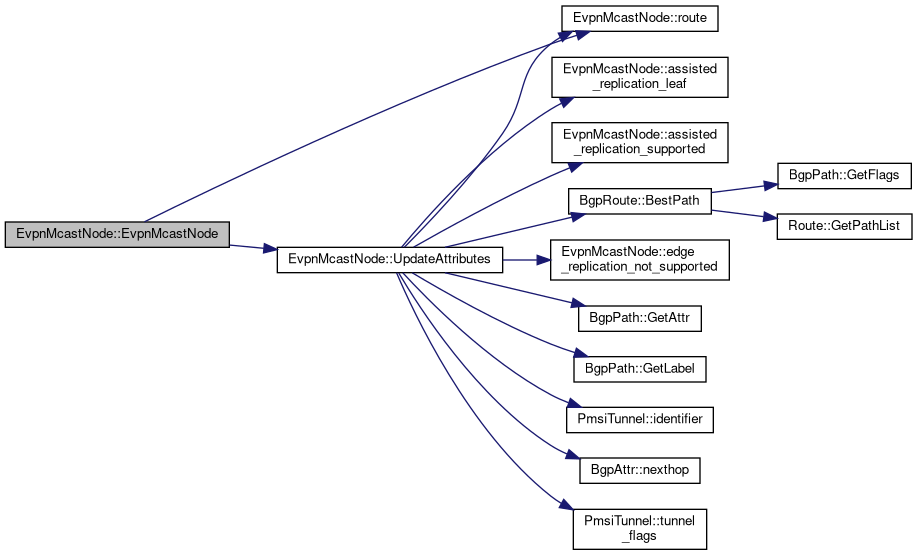 EvpnMcastNode::EvpnMcastNode
EvpnMcastNode::UpdateAttributes
EvpnMcastNode::route
EvpnMcastNode::assisted
_replication_leaf
EvpnMcastNode::assisted
_replication_supported
BgpRoute::BestPath
EvpnMcastNode::edge
_replication_not_supported
BgpPath::GetAttr
BgpPath::GetLabel
PmsiTunnel::identifier
BgpAttr::nexthop
PmsiTunnel::tunnel
_flags
BgpPath::GetFlags
Route::GetPathList